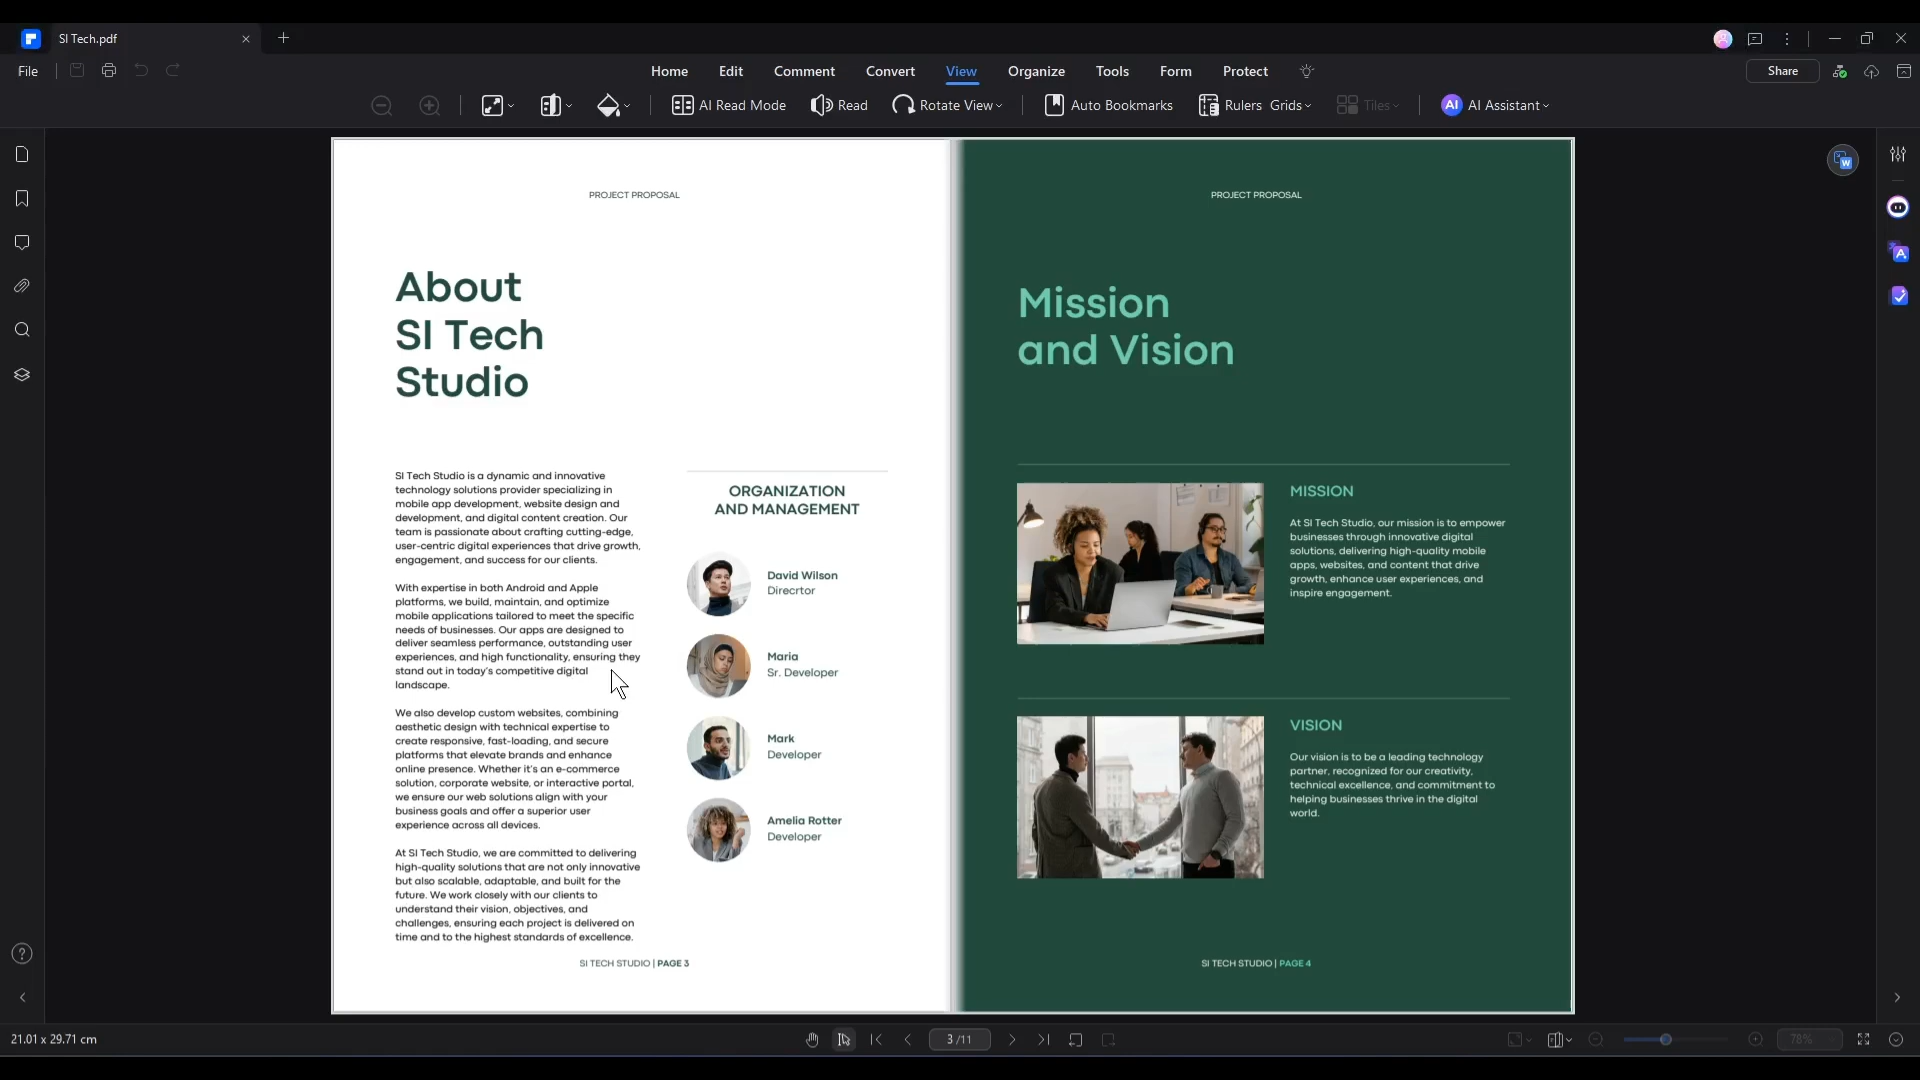 SI Tech.pdf
File
Home
Edit
Comment
Convert
View
Organize
Tools
Form
Protect
Share
AI Read Mode
Read
Rotate View
Auto Bookmarks
Rulers
Grids
Tiles
AI
AI Assistant
PROJECT PROPOSAL
About
SI Tech
Studio
SI Tech Studio is a dynamic and innovative
technology solutions provider specializing in
mobile app development, website design and
development, and digital content creation. Our
team is passionate about crafting cutting-edge,
user-centric digital experiences that drive growth,
engagement, and success for our clients.
With expertise in both Android and Apple
platforms, we build, maintain, and optimize
mobile applications tailored to meet the specific
needs of businesses. Our apps are designed to
deliver seamless performance, outstanding user
experiences, and high functionality, ensuring they
stand out in today's competitive digital
landscape.
We also develop custom websites, combining
aesthetic design with technical expertise to
create responsive, fast-loading, and secure
platforms that elevate brands and enhance
online presence. Whether it's an e-commerce
solution, corporate website, or interactive portal,
we ensure our web solutions align with your
business goals and offer a superior user
experience across all devices.
At SI Tech Studio, we are committed to delivering
high-quality solutions that are not only innovative
but also scalable, adaptable, and built for the
future. We work closely with our clients to
understand their vision, objectives, and
challenges, ensuring each project is delivered on
time and to the highest standards of excellence.
ORGANIZATION
AND MANAGEMENT
David Wilson
Direcrtor
Maria
Sr. Developer
Mark
Developer
Amelia Rotter
Developer
SI TECH STUDIO | PAGE 3
PROJECT PROPOSAL
Mission
and Vision
MISSION
At SI Tech Studio, our mission is to empower
businesses through innovative digital
solutions, delivering high-quality mobile
apps, websites, and content that drive
growth, enhance user experiences, and
inspire engagement.
VISION
Our vision is to be a leading technology
partner, recognized for our creativity,
technical excellence, and commitment to
helping businesses thrive in the digital
world.
SI TECH STUDIO | PAGE 4
W
A
21.01 x 29.71 cm
3 /11
78%